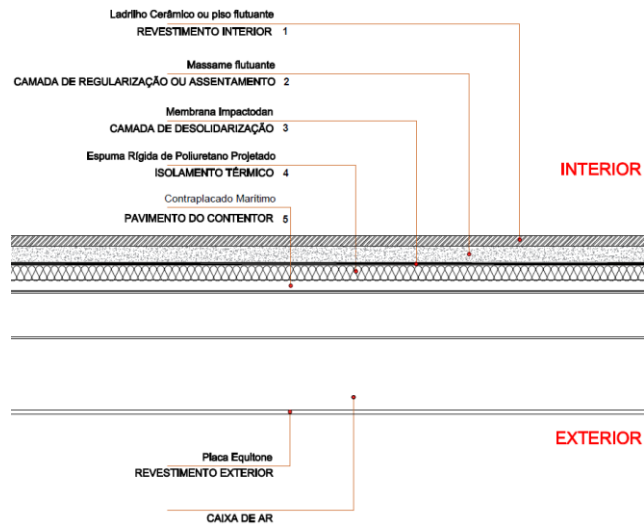 Ladrilho Cerâmico ou piso flutuante
REVESTIMENTO INTERIOR 1
Massame flutuante
CAMADA DE REGULARIZAÇÃO OU ASSENTAMENTO 2
Membrana Impactodan
CAMADA DE DESOLIDARIZAÇÃO 3
Espuma Rígida de Poliuretano Projetado
ISOLAMENTO TÉRMICO 4
INTERIOR
Contraplacado Marítimo
PAVIMENTO DO CONTENTOR 5
EXTERIOR
Placa Equitone
REVESTIMENTO EXTERIOR
CAIXA DE AR